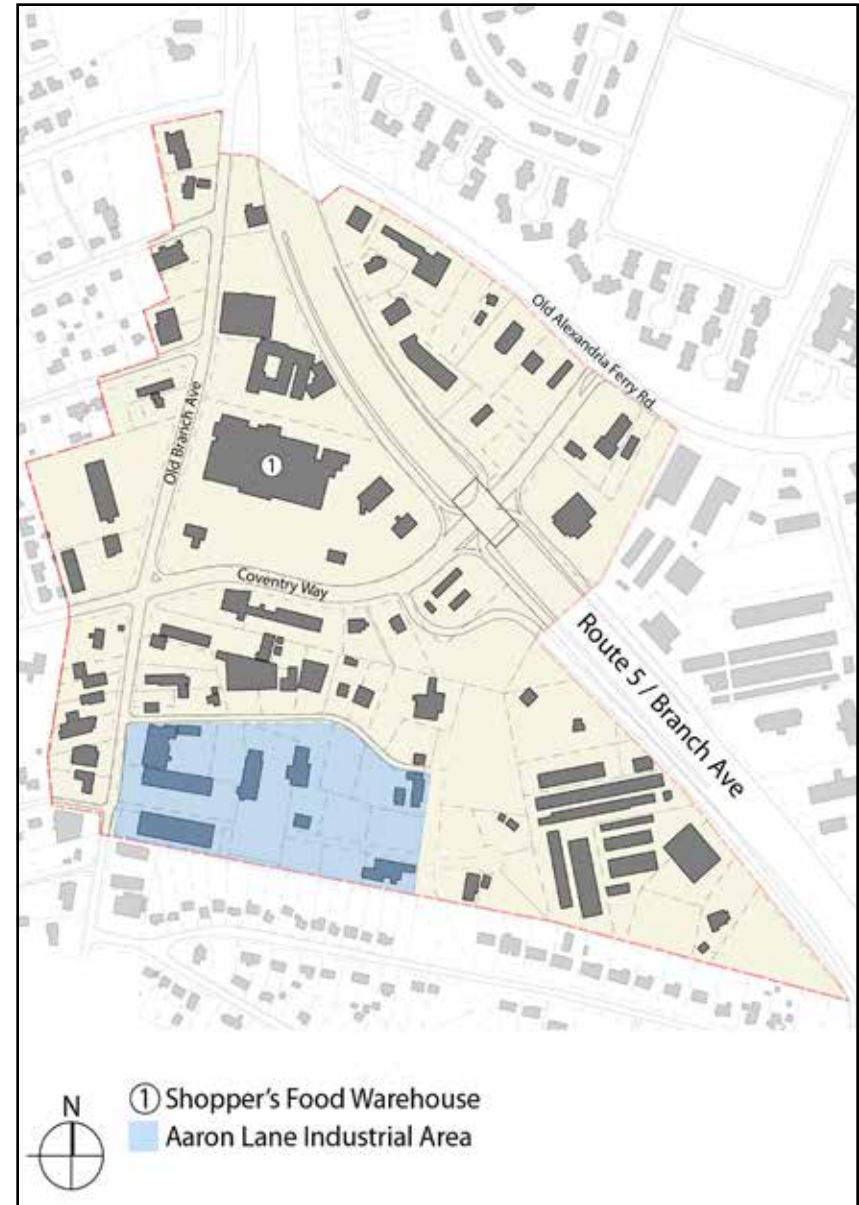 Old Alexandria Ferry Rd.
Old Branch Ave
1
Coventry Way
Route 5 / Branch Ave
N
1 Shopper's Food Warehouse
Aaron Lane Industrial Area